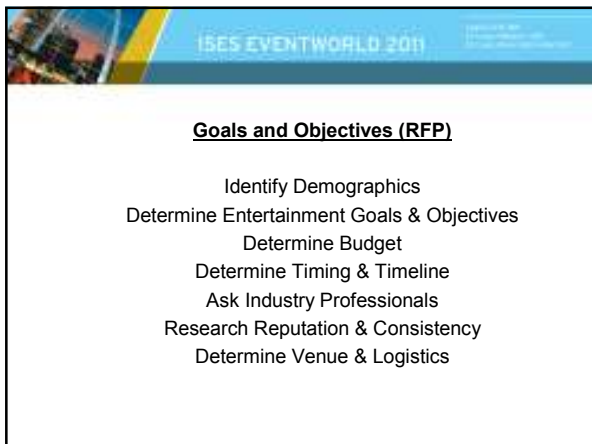 ISES EVENTWORLD 2011
Goals and Objectives (RFP)
Identify Demographics
Determine Entertainment Goals & Objectives
Determine Budget
Determine Timing & Timeline
Ask Industry Professionals
Research Reputation & Consistency
Determine Venue & Logistics